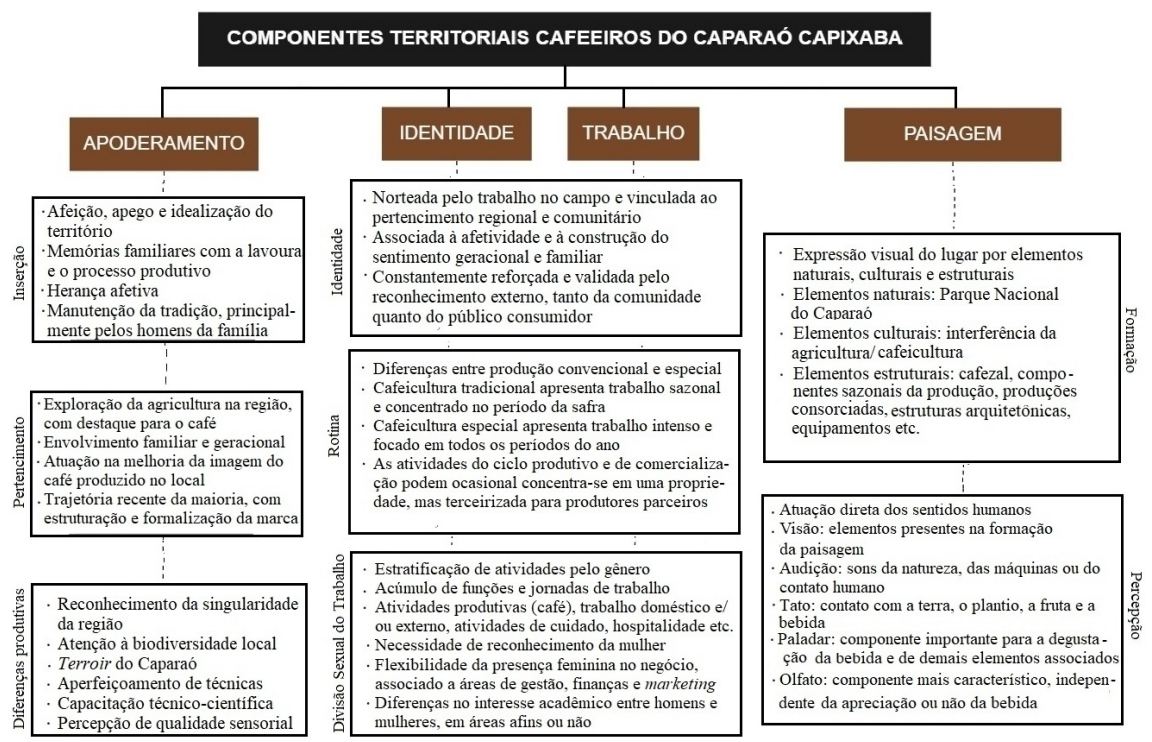 COMPONENTES TERRITORIAIS CAFEEIROS DO CAPARAÓ CAPIXABA
APODERAMENTO
IDENTIDADE
TRABALHO
PAISAGEM
Inserção
· Afeição, apego e idealização do
território
· Memórias familiares com a lavoura
e o processo produtivo
· Herança afetiva
· Manutenção da tradição, principal-
mente pelos homens da família
Pertencimento
· Exploração da agricultura na região,
com destaque para o café
· Envolvimento familiar e geracional
· Atuação na melhoria da imagem do
café produzido no local
· Trajetória recente da maioria, com
estruturação e formalização da marca
Diferenças produtivas
· Reconhecimento da singularidade
da região
· Atenção à biodiversidade local
· Terroir do Caparaó
· Aperfeiçoamento de técnicas
· Capacitação técnico-científica
· Percepção de qualidade sensorial
Identidade
· Norteada pelo trabalho no campo e vinculada ao
pertencimento regional e comunitário
· Associada à afetividade e à construção do
sentimento geracional e familiar
· Constantemente reforçada e validada pelo
reconhecimento externo, tanto da comunidade
quanto do público consumidor
Rotina
· Diferenças entre produção convencional e especial
· Cafeicultura tradicional apresenta trabalho sazonal
e concentrado no período da safra
· Cafeicultura especial apresenta trabalho intenso e
focado em todos os períodos do ano
· As atividades do ciclo produtivo e de comercializa-
ção podem ocasional concentra-se em uma proprie-
dade, mas terceirizada para produtores parceiros
Divisão Sexual do Trabalho
· Estratificação de atividades pelo gênero
· Acúmulo de funções e jornadas de trabalho
· Atividades produtivas (café), trabalho doméstico e/
ou externo, atividades de cuidado, hospitalidade etc.
· Necessidade de reconhecimento da mulher
· Flexibilidade da presença feminina no negócio,
associado a áreas de gestão, finanças e marketing
· Diferenças no interesse acadêmico entre homens e
mulheres, em áreas afins ou não
Formação
· Expressão visual do lugar por elementos
naturais, culturais e estruturais
· Elementos naturais: Parque Nacional
do Caparaó
· Elementos culturais: interferência da
agricultura/ cafeicultura
· Elementos estruturais: cafezal, compo-
nentes sazonais da produção, produções
consorciadas, estruturas arquitetônicas,
equipamentos etc.
Percepção
· Atuação direta dos sentidos humanos
· Visão: elementos presentes na formação
da paisagem
· Audição: sons da natureza, das máquinas ou do
contato humano
· Tato: contato com a terra, o plantio, a fruta e a
bebida
· Paladar: componente importante para a degusta-
ção da bebida e de demais elementos associados
· Olfato: componente mais característico, indepen-
dente da apreciação ou não da bebida